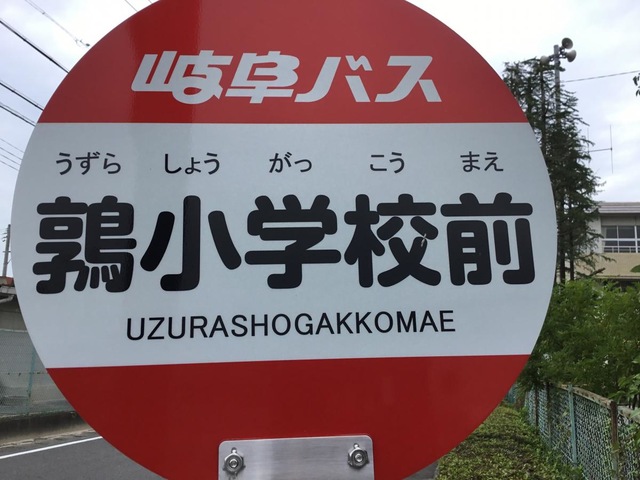 岐阜バス
うずら しょう がっ こう まえ
鶉小学校前
UZURASHOGAKKOMAE